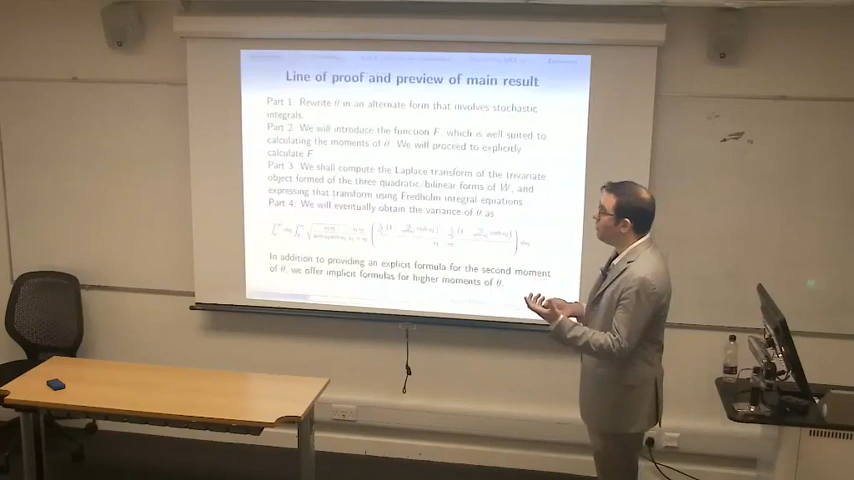 Line of proof and preview of main result
Part 1: Rewrite θ in an alternate form that involves stochastic
integrals.
Part 2: We will introduce the function F, which is well suited to
calculating the moments of θ. We will proceed to explicitly
calculate F.
Part 3: We shall compute the Laplace transform of the trivariate
object formed of the three quadratic/bilinear forms of W, and
expressing that transform using Fredholm integral equations
Part 4: We will eventually obtain the variance of θ as
In addition to providing an explicit formula for the second moment
of θ, we offer implicit formulas for higher moments of θ.